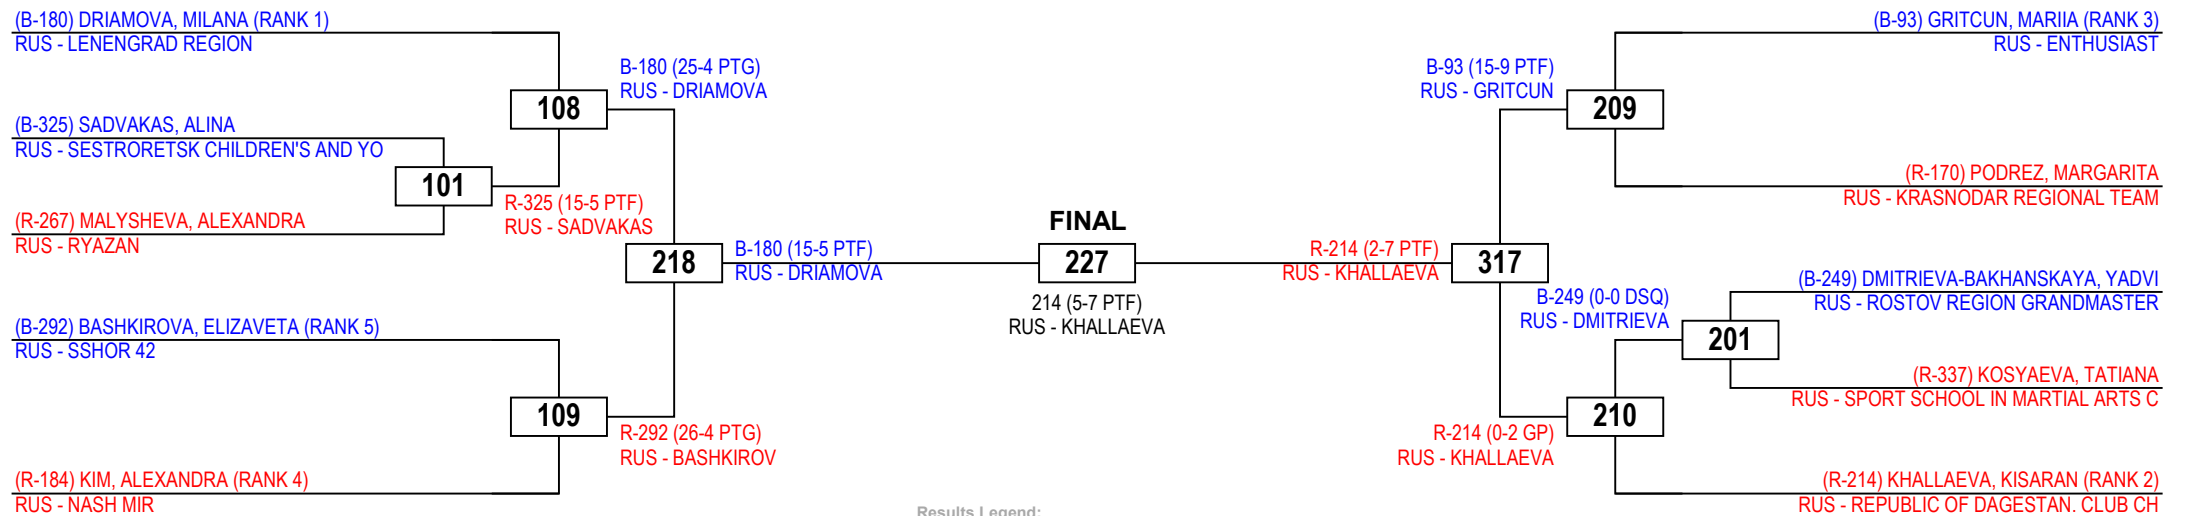 (B-180) DRIAMOVA, MILANA (RANK 1)
RUS - LENENGRAD REGION
(B-325) SADVAKAS, ALINA
RUS - SESTRORETSK CHILDREN'S AND YO
(R-267) MALYSHEVA, ALEXANDRA
RUS - RYAZAN
(B-292) BASHKIROVA, ELIZAVETA (RANK 5)
RUS - SSHOR 42
(R-184) KIM, ALEXANDRA (RANK 4)
RUS - NASH MIR
101
R-325 (15-5 PTF)
RUS - SADVAKAS
108
B-180 (25-4 PTG)
RUS - DRIAMOVA
109
R-292 (26-4 PTG)
RUS - BASHKIROV
218
B-180 (15-5 PTF)
RUS - DRIAMOVA
FINAL
227
214 (5-7 PTF)
RUS - KHALLAEVA
R-214 (2-7 PTF)
RUS - KHALLAEVA
317
B-93 (15-9 PTF)
RUS - GRITCUN
209
B-249 (0-0 DSQ)
RUS - DMITRIEVA
201
R-214 (0-2 GP)
RUS - KHALLAEVA
210
(B-93) GRITCUN, MARIIA (RANK 3)
RUS - ENTHUSIAST
(R-170) PODREZ, MARGARITA
RUS - KRASNODAR REGIONAL TEAM
(B-249) DMITRIEVA-BAKHANSKAYA, YADVI
RUS - ROSTOV REGION GRANDMASTER
(R-337) KOSYAEVA, TATIANA
RUS - SPORT SCHOOL IN MARTIAL ARTS C
(R-214) KHALLAEVA, KISARAN (RANK 2)
RUS - REPUBLIC OF DAGESTAN. CLUB CH
Results Legend: